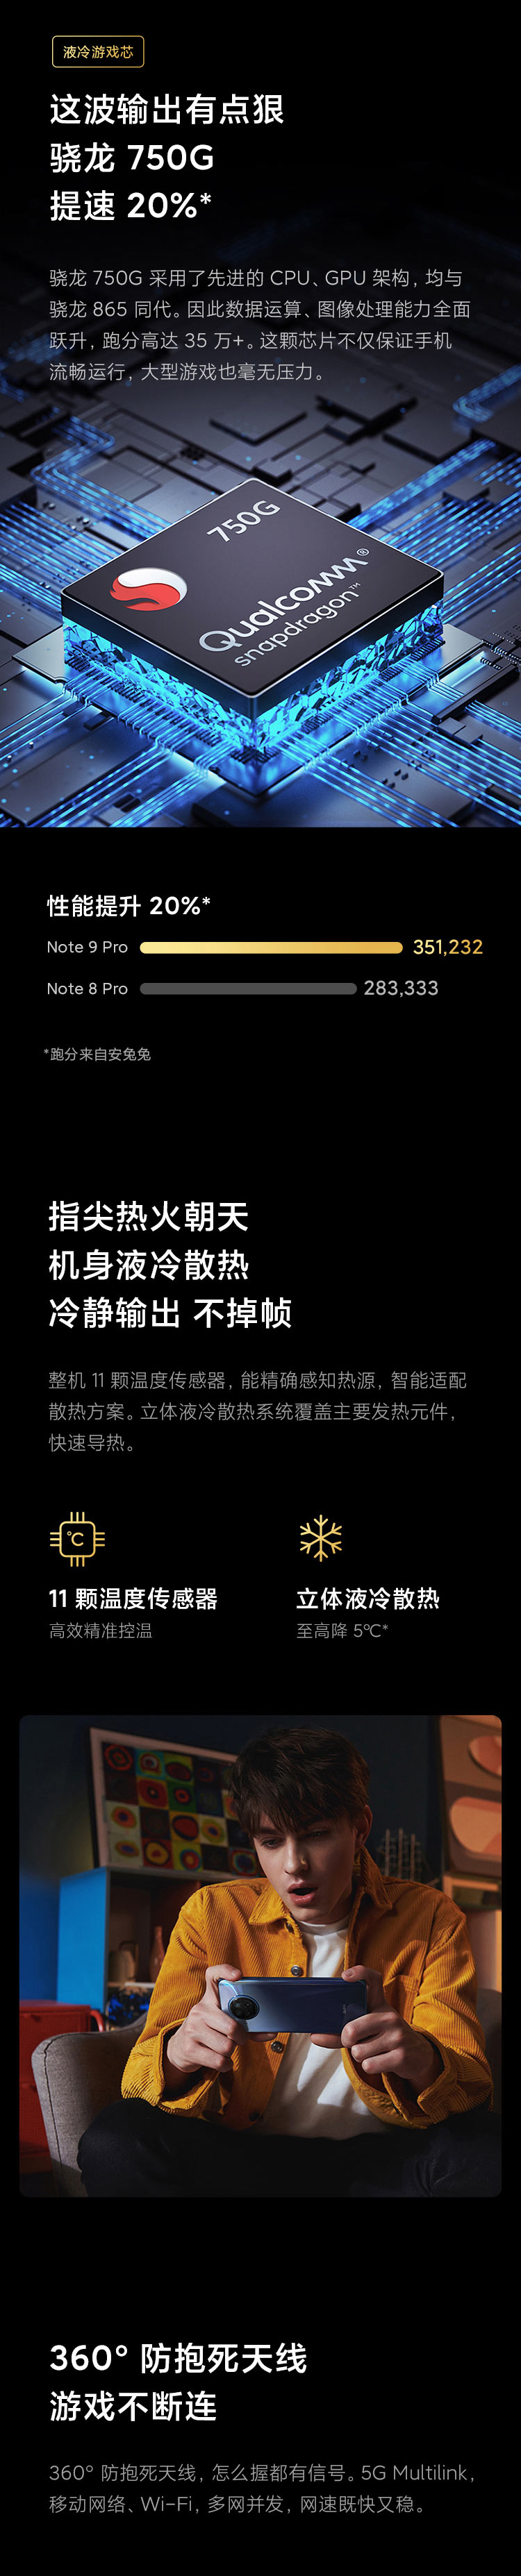 液冷游戏芯
这波输出有点狠
骁龙 750G
提速 20%*
骁龙 750G 采用了先进的 CPU、GPU 架构，均与
骁龙 865 同代。因此数据运算、图像处理能力全面
跃升，跑分高达 35 万+。这颗芯片不仅保证手机
流畅运行，大型游戏也毫无压力。
750G
Qualcomm®
snapdragon™
性能提升 20%*
Note 9 Pro 351,232
Note 8 Pro 283,333
*跑分来自安兔兔
指尖热火朝天
机身液冷散热
冷静输出 不掉帧
整机 11 颗温度传感器，能精确感知热源，智能适配
散热方案。立体液冷散热系统覆盖主要发热元件，
快速导热。
℃
11 颗温度传感器
高效精准控温
立体液冷散热
至高降 5℃*
360° 防抱死天线
游戏不断连
360° 防抱死天线，怎么握都有信号。5G Multilink，
移动网络、Wi-Fi，多网并发，网速既快又稳。